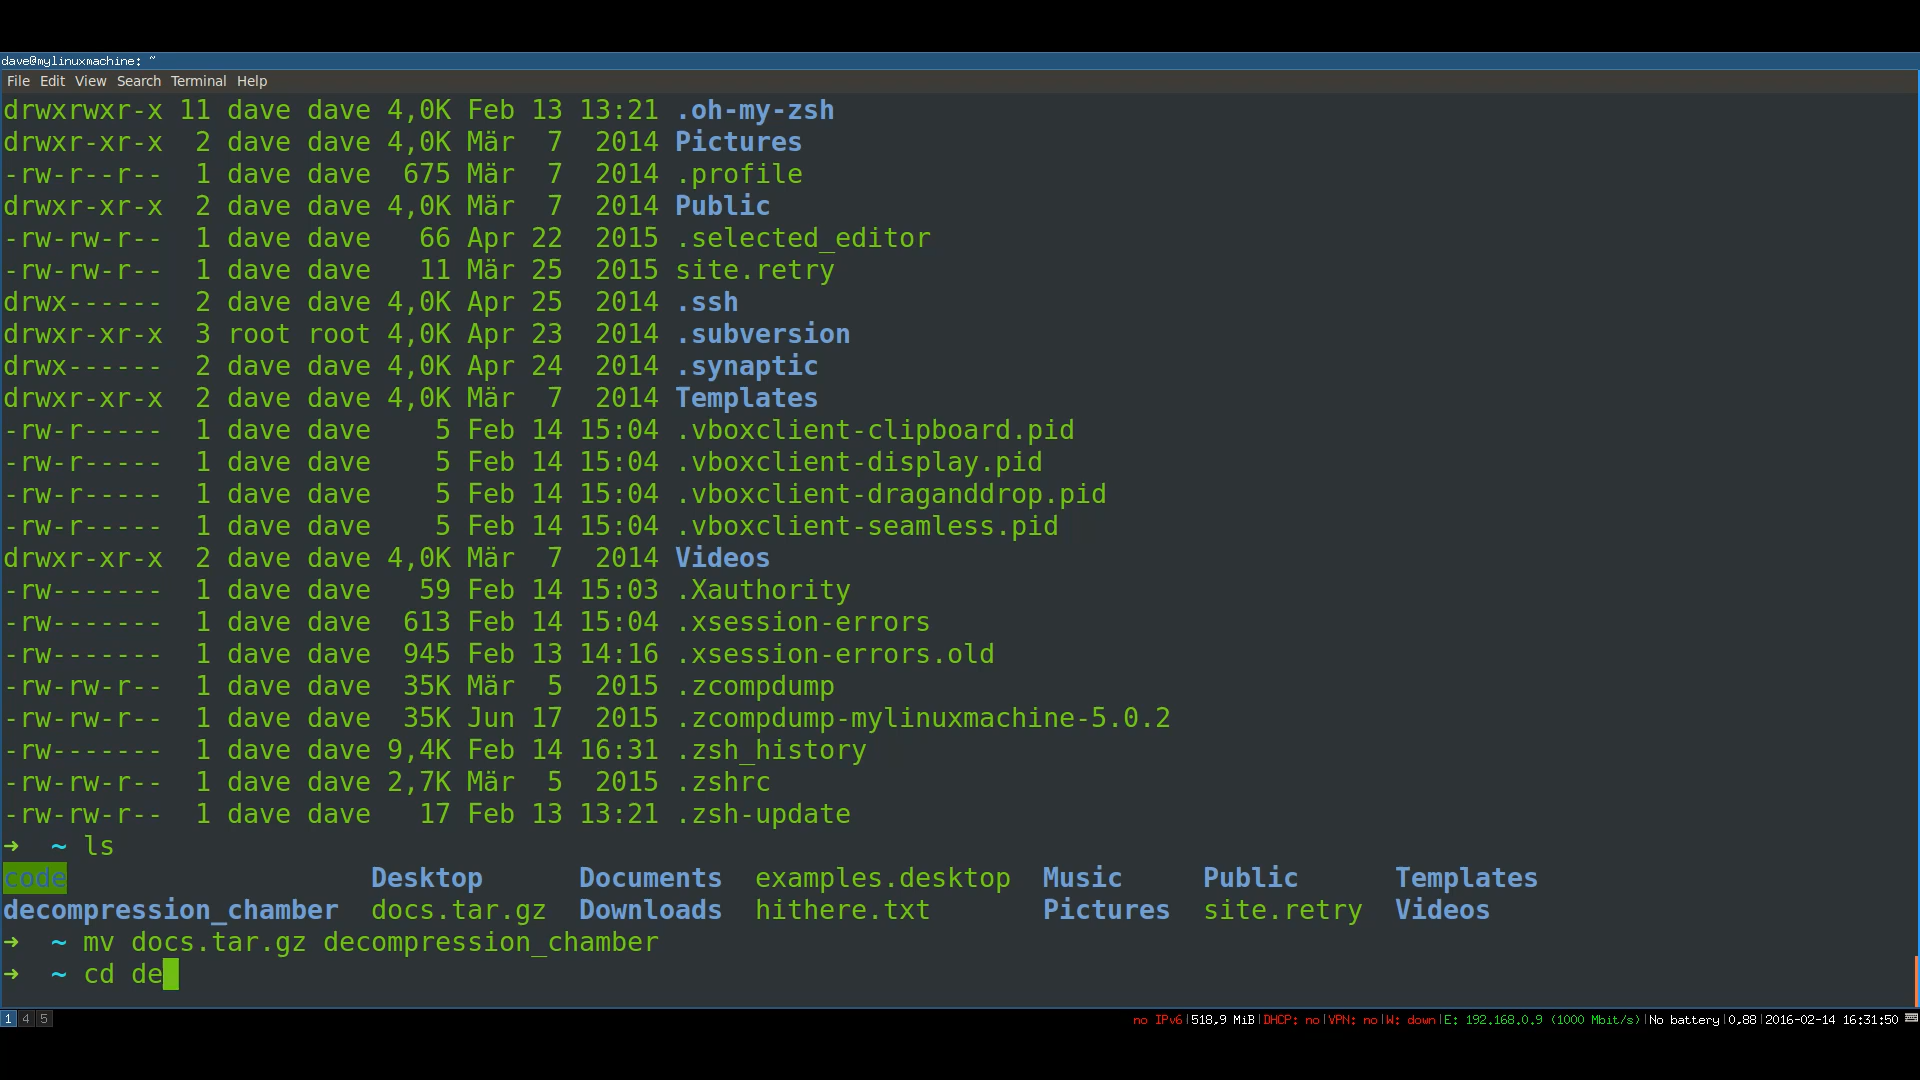 dave@mylinuxmachine: ~
File Edit View Search Terminal Help
drwxrwxr-x 11 dave dave 4,0K Feb 13 13:21 .oh-my-zsh
drwxr-xr-x  2 dave dave 4,0K Mär  7  2014 Pictures
-rw-r--r--  1 dave dave  675 Mär  7  2014 .profile
drwxr-xr-x  2 dave dave 4,0K Mär  7  2014 Public
-rw-rw-r--  1 dave dave   66 Apr 22  2015 .selected_editor
-rw-rw-r--  1 dave dave   11 Mär 25  2015 site.retry
drwx------  2 dave dave 4,0K Apr 25  2014 .ssh
drwxr-xr-x  3 root root 4,0K Apr 23  2014 .subversion
drwx------  2 dave dave 4,0K Apr 24  2014 .synaptic
drwxr-xr-x  2 dave dave 4,0K Mär  7  2014 Templates
-rw-r-----  1 dave dave    5 Feb 14 15:04 .vboxclient-clipboard.pid
-rw-r-----  1 dave dave    5 Feb 14 15:04 .vboxclient-display.pid
-rw-r-----  1 dave dave    5 Feb 14 15:04 .vboxclient-draganddrop.pid
-rw-r-----  1 dave dave    5 Feb 14 15:04 .vboxclient-seamless.pid
drwxr-xr-x  2 dave dave 4,0K Mär  7  2014 Videos
-rw-------  1 dave dave   59 Feb 14 15:03 .Xauthority
-rw-------  1 dave dave  613 Feb 14 15:04 .xsession-errors
-rw-------  1 dave dave  945 Feb 13 14:16 .xsession-errors.old
-rw-rw-r--  1 dave dave  35K Mär  5  2015 .zcompdump
-rw-rw-r--  1 dave dave  35K Jun 17  2015 .zcompdump-mylinuxmachine-5.0.2
-rw-------  1 dave dave 9,4K Feb 14 16:31 .zsh_history
-rw-rw-r--  1 dave dave 2,7K Mär  5  2015 .zshrc
-rw-rw-r--  1 dave dave   17 Feb 13 13:21 .zsh-update
➜  ~ ls
code                   Desktop      Documents  examples.desktop  Music     Public      Templates
decompression_chamber  docs.tar.gz  Downloads  hithere.txt       Pictures  site.retry  Videos
➜  ~ mv docs.tar.gz decompression_chamber
➜  ~ cd de
1 4 5 no IPv6|518,9 MiB|DHCP: no|VPN: no|W: down|E: 192.168.0.9 (1000 Mbit/s)|No battery|0,88|2016-02-14 16:31:50